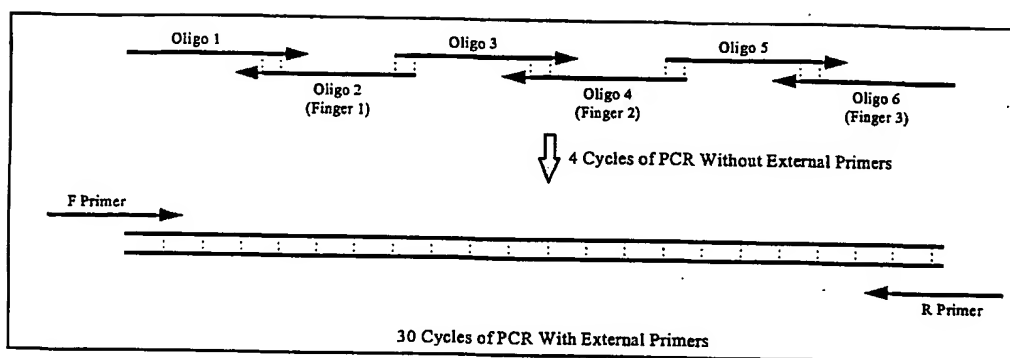 Oligo 1
Oligo 3
Oligo 5
Oligo 2
(Finger 1)
Oligo 4
(Finger 2)
Oligo 6
(Finger 3)
4 Cycles of PCR Without External Primers
F Primer
R Primer
30 Cycles of PCR With External Primers